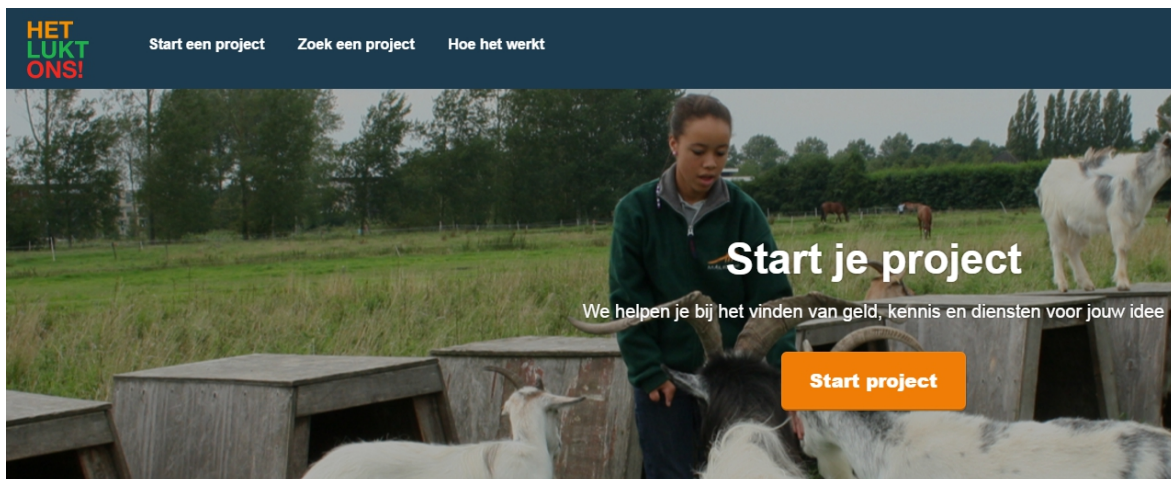 HET
LUKT
ONS!
Start een project Zoek een project Hoe het werkt
Start je project
We helpen je bij het vinden van geld, kennis en diensten voor jouw idee
Start project